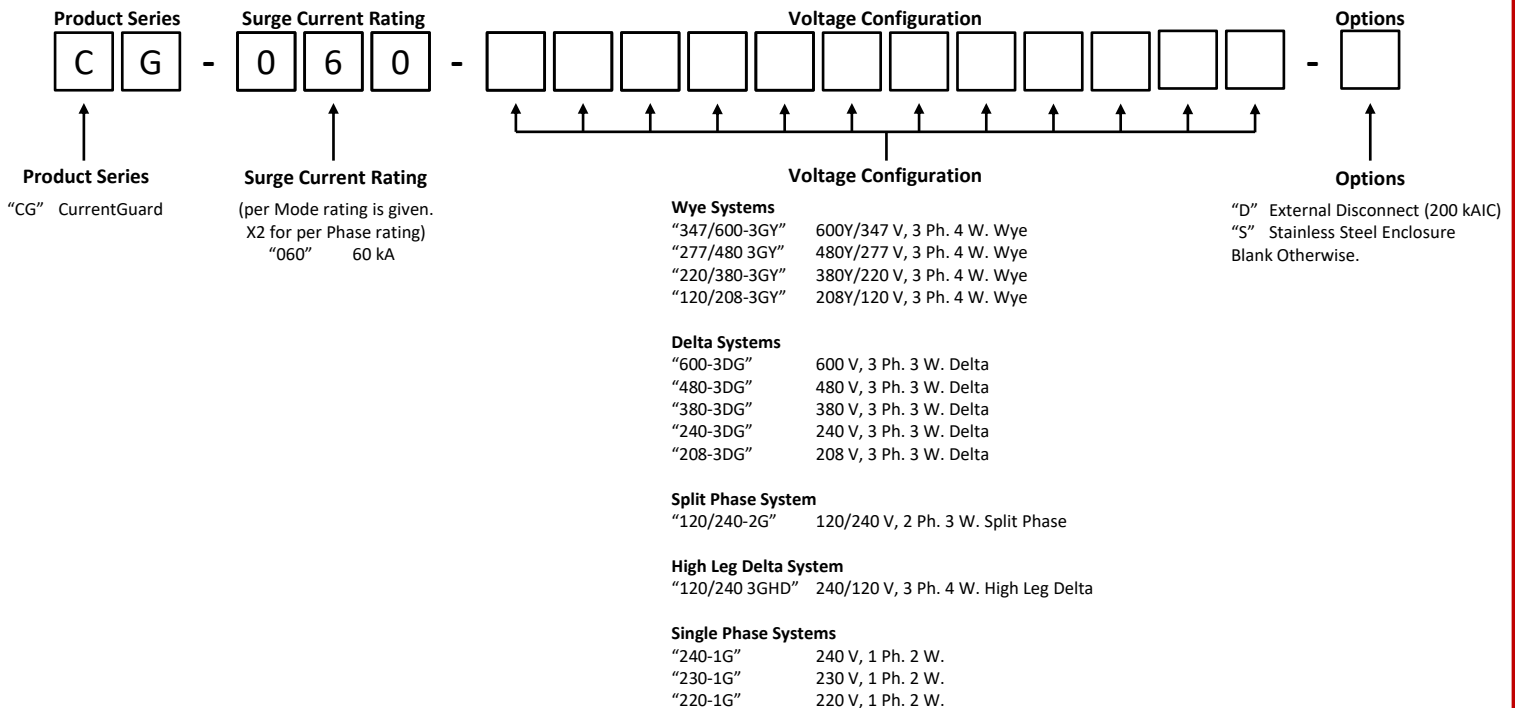 Product Series Surge Current Rating Voltage Configuration Options
C G - 0 6 0 - -
Product Series
“CG” CurrentGuard
Surge Current Rating
(per Mode rating is given.
X2 for per Phase rating)
“060” 60 kA
Voltage Configuration
Wye Systems
“347/600-3GY” 600Y/347 V, 3 Ph. 4 W. Wye
“277/480 3GY” 480Y/277 V, 3 Ph. 4 W. Wye
“220/380-3GY” 380Y/220 V, 3 Ph. 4 W. Wye
“120/208-3GY” 208Y/120 V, 3 Ph. 4 W. Wye
Delta Systems
“600-3DG” 600 V, 3 Ph. 3 W. Delta
“480-3DG” 480 V, 3 Ph. 3 W. Delta
“380-3DG” 380 V, 3 Ph. 3 W. Delta
“240-3DG” 240 V, 3 Ph. 3 W. Delta
“208-3DG” 208 V, 3 Ph. 3 W. Delta
Split Phase System
“120/240-2G” 120/240 V, 2 Ph. 3 W. Split Phase
High Leg Delta System
“120/240 3GHD” 240/120 V, 3 Ph. 4 W. High Leg Delta
Single Phase Systems
“240-1G” 240 V, 1 Ph. 2 W.
“230-1G” 230 V, 1 Ph. 2 W.
“220-1G” 220 V, 1 Ph. 2 W.
Options
“D” External Disconnect (200 kAIC)
“S” Stainless Steel Enclosure
Blank Otherwise.